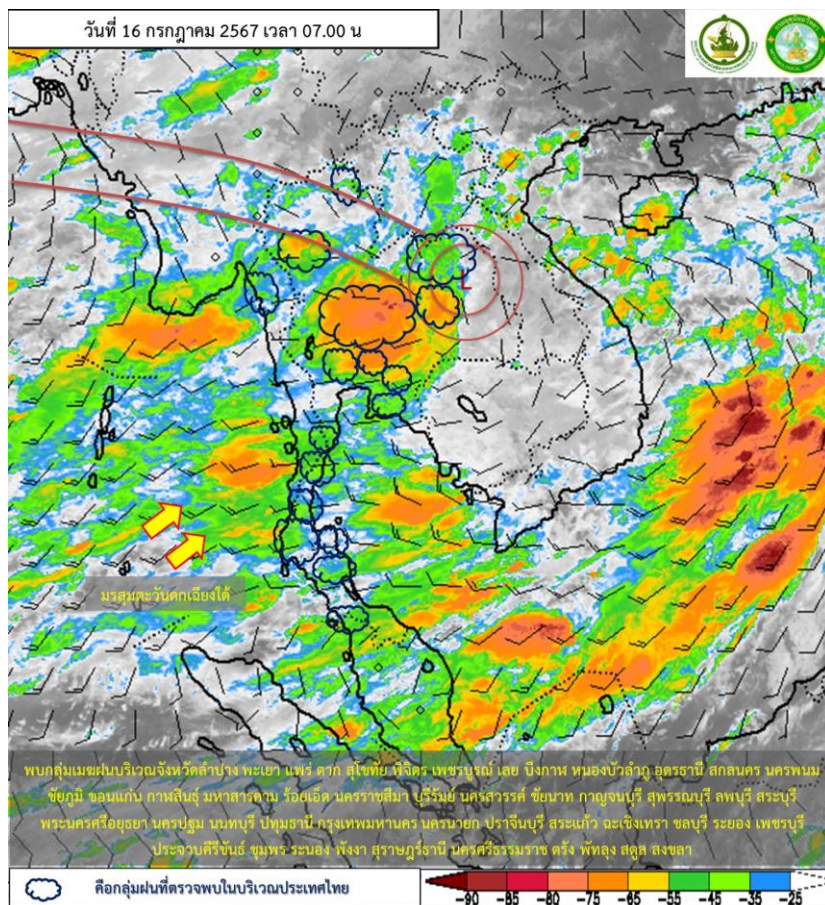 วันที่ 16 กรกฎาคม 2567 เวลา 07.00 น
L
มรสุมตะวันตกเฉียงใต้
พบกลุ่มเมฆฝนบริเวณจังหวัดลำปาง พะเยา แพร่ ตาก สุโขทัย พิจิตร เพชรบูรณ์ เลย บึงกาฬ หนองบัวลำภู อุดรธานี สกลนคร นครพนม
ชัยภูมิ ขอนแก่น กาฬสินธุ์ มหาสารคาม ร้อยเอ็ด นครราชสีมา บุรีรัมย์ นครสวรรค์ ชัยนาท กาญจนบุรี สุพรรณบุรี ลพบุรี สระบุรี
พระนครศรีอยุธยา นครปฐม นนทบุรี ปทุมธานี กรุงเทพมหานคร นครนายก ปราจีนบุรี สระแก้ว ฉะเชิงเทรา ชลบุรี ระยอง เพชรบุรี
ประจวบคีรีขันธ์ ชุมพร ระนอง พังงา สุราษฎร์ธานี นครศรีธรรมราช ตรัง พัทลุง สตูล สงขลา
คือกลุ่มฝนที่ตรวจพบในบริเวณประเทศไทย
-90 -85 -80 -75 -65 -55 -45 -35 -25